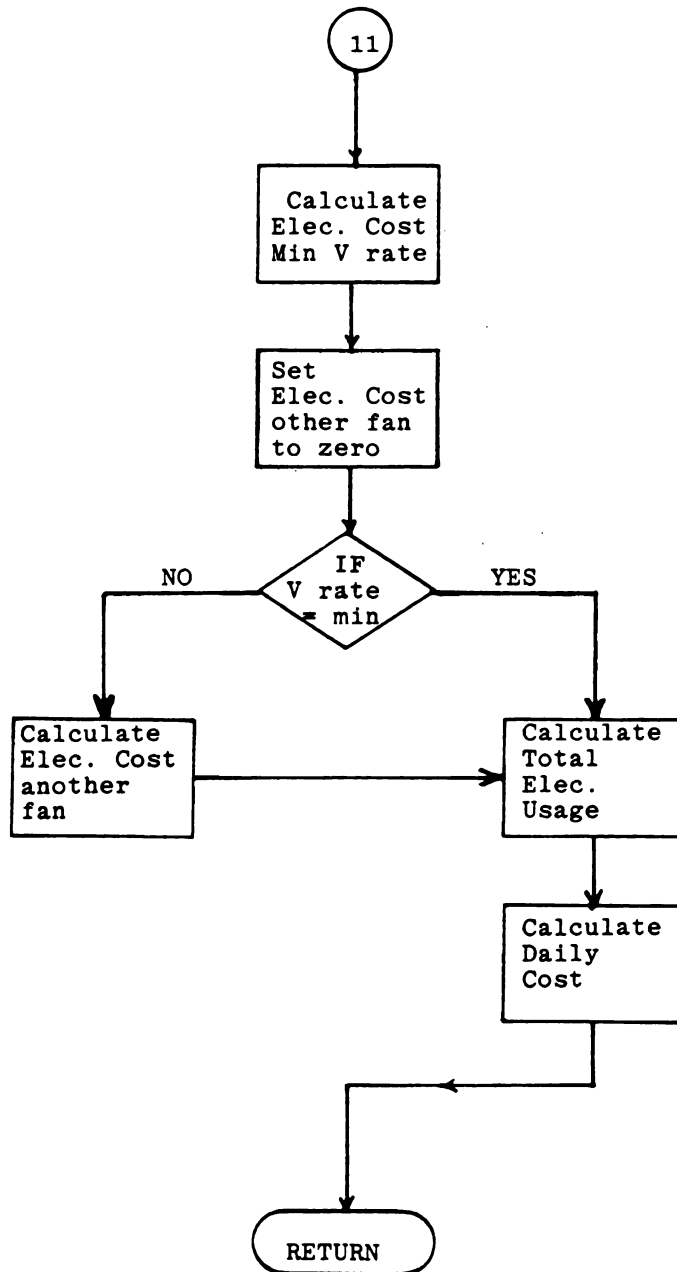 11
Calculate
Elec. Cost
Min V rate
Set
Elec. Cost
other fan
to zero
IF
V rate
= min
NO
YES
Calculate
Elec. Cost
another
fan
Calculate
Total
Elec.
Usage
Calculate
Daily
Cost
RETURN